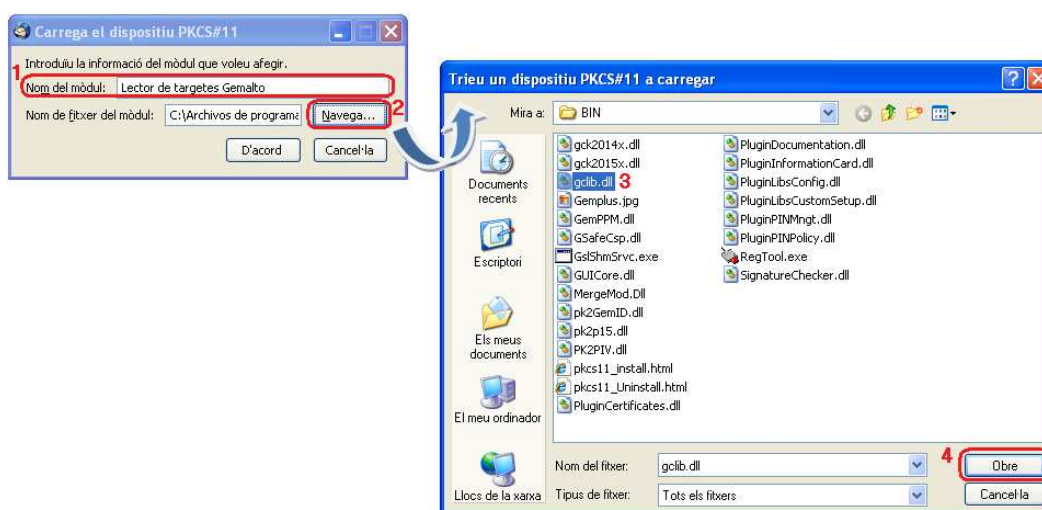 Carrega el dispositiu PKCS#11
Introduïu la informació del mòdul que voleu afegir.
1
Nom del mòdul: Lector de targetes Gemalto
Nom de fitxer del mòdul: C:\Archivos de programa Navega... 2
D'acord Cancel·la
Trieu un dispositiu PKCS#11 a carregar
Mira a: BIN
Documents recents
Escriptori
Els meus documents
El meu ordinador
Llocs de la xarxa
gck2014x.dll
gck2015x.dll
gclib.dll 3
Gemplus.jpg
GemPPM.dll
GSafeCsp.dll
GslShmSrvc.exe
GUICore.dll
MergeMod.Dll
pk2GemID.dll
pk2p15.dll
PK2PIV.dll
pkcs11_install.html
pkcs11_Uninstall.html
PluginCertificates.dll
PluginDocumentation.dll
PluginInformationCard.dll
PluginLibsConfig.dll
PluginLibsCustomSetup.dll
PluginPINMngt.dll
PluginPINPolicy.dll
RegTool.exe
SignatureChecker.dll
Nom del fitxer: gclib.dll 4 Obre
Tipus de fitxer: Tots els fitxers Cancel·la